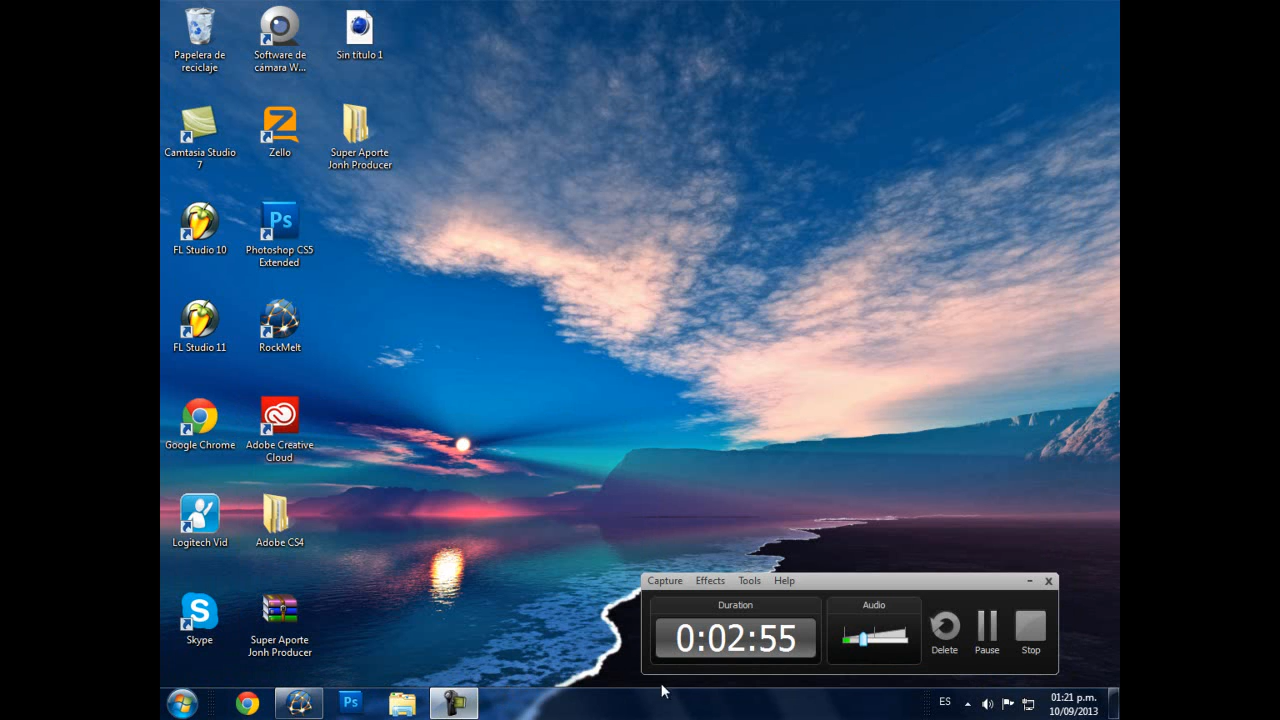 Papelera de
reciclaje
Software de
cámara W...
Sin título 1
Camtasia Studio
7
Zello
Super Aporte
Jonh Producer
FL Studio 10
Ps
Photoshop CS5
Extended
FL Studio 11
RockMelt
Google Chrome
Adobe Creative
Cloud
Logitech Vid
Adobe CS4
Skype
Super Aporte
Jonh Producer
Capture Effects Tools Help
Duration
0:02:55
Audio
Delete
Pause
Stop
Ps
ES
01:21 p.m.
10/09/2013